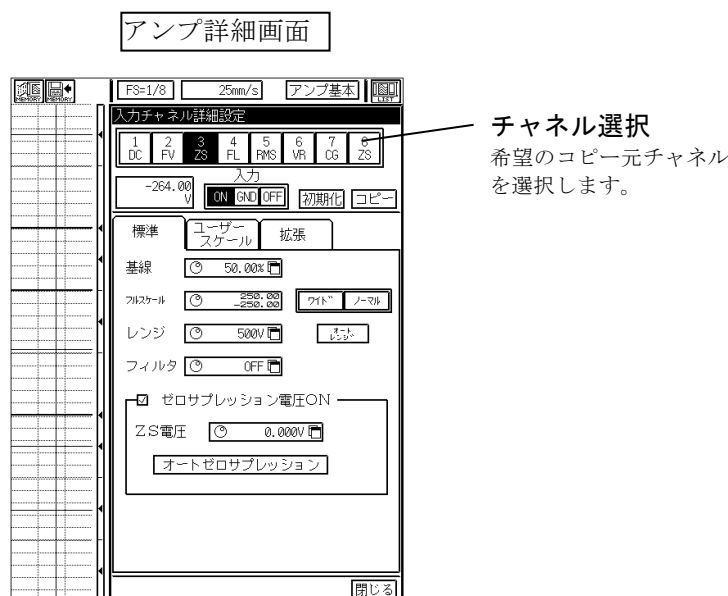 アンプ詳細画面
MEMORY MEMORY FS=1/8 25mm/s アンプ基本 LIST
入力チャネル詳細設定
1 2 3 4 5 6 7 8
DC FV ZS FL RMS VR CG ZS
チャネル選択
希望のコピー元チャネル
を選択します。
-264.00
V
入力
ON GND OFF 初期化 コピー
標準 ユーザー
スケール 拡張
基線 50.00%
フルスケール 250.00
-250.00 ワイド ノーマル
レンジ 500V オート
レンジ
フィルタ OFF
ゼロサプレッション電圧ON
ZS電圧 0.000V
オートゼロサプレッション
閉じる